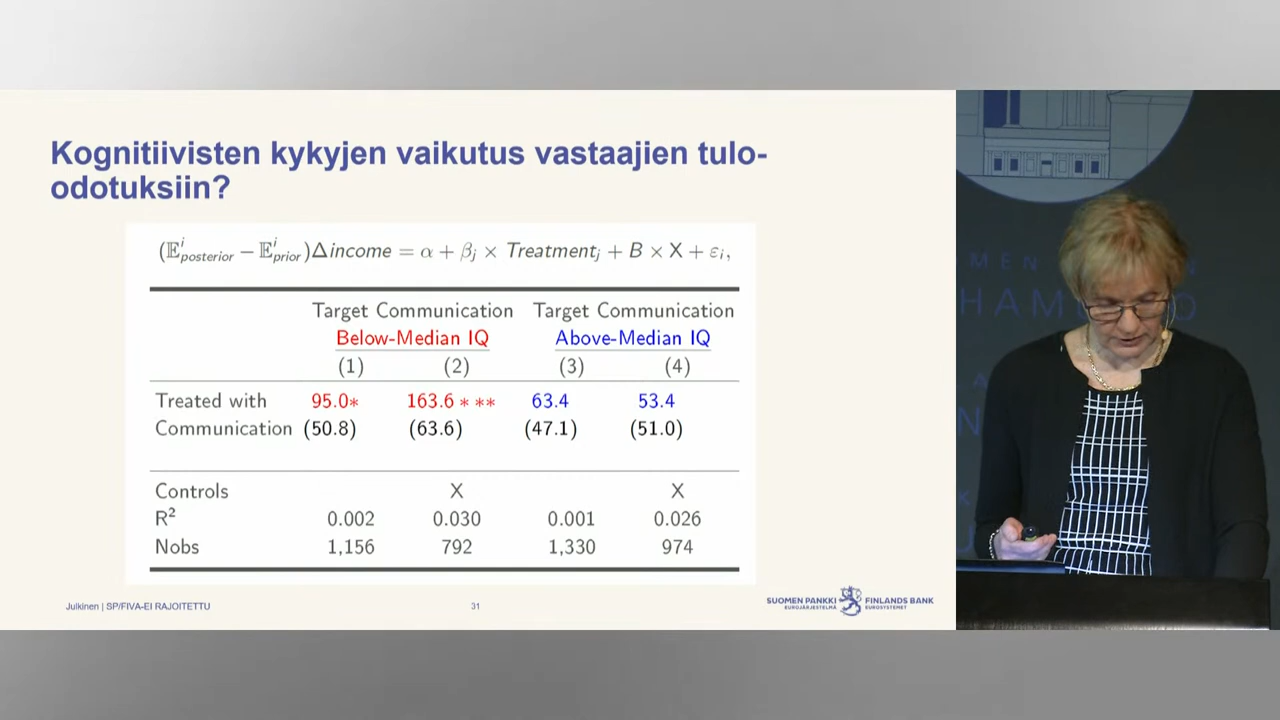 Kognitiivisten kykyjen vaikutus vastaajien tulo-
odotuksiin?
(𝔼ⁱposterior − 𝔼ⁱprior)Δincome = α + βⱼ × Treatmentⱼ + B × X + εᵢ,
Target Communication Target Communication
Below-Median IQ Above-Median IQ
(1) (2) (3) (4)
Treated with 95.0* 163.6 * ** 63.4 53.4
Communication (50.8) (63.6) (47.1) (51.0)
Controls X X
R² 0.002 0.030 0.001 0.026
Nobs 1,156 792 1,330 974
Julkinen | SP/FIVA-EI RAJOITETTU
31
SUOMEN PANKKI FINLANDS BANK
EUROJÄRJESTELMÄ EUROSYSTEMET